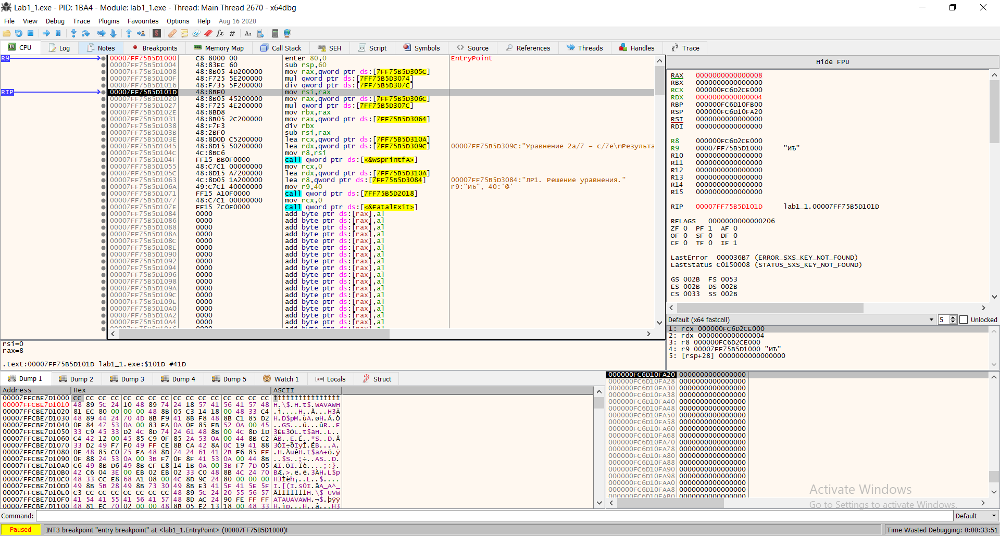 Lab1_1.exe - PID: 1BA4 - Module: lab1_1.exe - Thread: Main Thread 2670 - x64dbg
File View Debug Trace Plugins Favourites Options Help Aug 16 2020
CPU Log Notes Breakpoints Memory Map Call Stack SEH Script Symbols Source References Threads Handles Trace
R9
RIP
00007FF75B5D1000 C8 8000 00 enter 80,0 EntryPoint
00007FF75B5D1004 48:83EC 60 sub rsp,60
00007FF75B5D1008 48:8B05 4D200000 mov rax,qword ptr ds:[7FF75B5D305C]
00007FF75B5D100F 48:F725 5E200000 mul qword ptr ds:[7FF75B5D3074]
00007FF75B5D1016 48:F735 5F200000 div qword ptr ds:[7FF75B5D307C]
00007FF75B5D101D 48:8BF0 mov rsi,rax
00007FF75B5D1020 48:8B05 45200000 mov rax,qword ptr ds:[7FF75B5D306C]
00007FF75B5D1027 48:F725 4E200000 mul qword ptr ds:[7FF75B5D307C]
00007FF75B5D102E 48:8BD8 mov rbx,rax
00007FF75B5D1031 48:8B05 2C200000 mov rax,qword ptr ds:[7FF75B5D3064]
00007FF75B5D1038 48:F7F3 div rbx
00007FF75B5D103B 48:2BF0 sub rsi,rax
00007FF75B5D103E 48:8D0D C5200000 lea rcx,qword ptr ds:[7FF75B5D310A]
00007FF75B5D1045 48:8D15 50200000 lea rdx,qword ptr ds:[7FF75B5D309C] 00007FF75B5D309C:"Уравнение 2a/7 – c/7e\nРезульта
00007FF75B5D104C 4C:8BC6 mov r8,rsi
00007FF75B5D104F FF15 BB0F0000 call qword ptr ds:[<&wsprintfA>]
00007FF75B5D1055 48:C7C1 00000000 mov rcx,0
00007FF75B5D105C 48:8D15 A7200000 lea rdx,qword ptr ds:[7FF75B5D310A]
00007FF75B5D1063 4C:8D05 1A200000 lea r8,qword ptr ds:[7FF75B5D3084] 00007FF75B5D3084:"ЛР1. Решение уравнения."
00007FF75B5D106A 49:C7C1 40000000 mov r9,40 r9:"ИЂ", 40:'@'
00007FF75B5D1071 FF15 A10F0000 call qword ptr ds:[7FF75B5D2018]
00007FF75B5D1077 48:C7C1 00000000 mov rcx,0
00007FF75B5D107E FF15 7C0F0000 call qword ptr ds:[<&FatalExit>]
00007FF75B5D1084 0000 add byte ptr ds:[rax],al
00007FF75B5D1086 0000 add byte ptr ds:[rax],al
00007FF75B5D1088 0000 add byte ptr ds:[rax],al
00007FF75B5D108A 0000 add byte ptr ds:[rax],al
00007FF75B5D108C 0000 add byte ptr ds:[rax],al
00007FF75B5D108E 0000 add byte ptr ds:[rax],al
00007FF75B5D1090 0000 add byte ptr ds:[rax],al
00007FF75B5D1092 0000 add byte ptr ds:[rax],al
00007FF75B5D1094 0000 add byte ptr ds:[rax],al
00007FF75B5D1096 0000 add byte ptr ds:[rax],al
00007FF75B5D1098 0000 add byte ptr ds:[rax],al
00007FF75B5D109A 0000 add byte ptr ds:[rax],al
00007FF75B5D109C 0000 add byte ptr ds:[rax],al
00007FF75B5D109E 0000 add byte ptr ds:[rax],al
00007FF75B5D10A0 0000 add byte ptr ds:[rax],al
00007FF75B5D10A2 0000 add byte ptr ds:[rax],al
00007FF75B5D10A4 0000 add byte ptr ds:[rax],al
Hide FPU
RAX 0000000000000008
RBX 0000000000000000
RCX 000000FC6D2CE000
RDX 0000000000000004
RBP 000000FC6D10FB00
RSP 000000FC6D10FA20
RSI 0000000000000000
RDI 0000000000000000
R8 000000FC6D2CE000
R9 00007FF75B5D1000 "ИЂ"
R10 0000000000000000
R11 0000000000000000
R12 0000000000000000
R13 0000000000000000
R14 0000000000000000
R15 0000000000000000
RIP 00007FF75B5D101D lab1_1.00007FF75B5D101D
RFLAGS 0000000000000206
ZF 0 PF 1 AF 0
OF 0 SF 0 DF 0
CF 0 TF 0 IF 1
LastError 000036B7 (ERROR_SXS_KEY_NOT_FOUND)
LastStatus C0150008 (STATUS_SXS_KEY_NOT_FOUND)
GS 002B FS 0053
ES 002B DS 002B
CS 0033 SS 002B
Default (x64 fastcall) 5 Unlocked
1: rcx 000000FC6D2CE000
2: rdx 0000000000000004
3: r8 000000FC6D2CE000
4: r9 00007FF75B5D1000 "ИЂ"
5: [rsp+28] 0000000000000000
rsi=0
rax=8
.text:00007FF75B5D101D lab1_1.exe:$101D #41D
Dump 1 Dump 2 Dump 3 Dump 4 Dump 5 Watch 1 [x=] Locals Struct
Address Hex ASCII
00007FFCBE7D1000 CC CC CC CC CC CC CC CC CC CC CC CC CC CC CC CC ÌÌÌÌÌÌÌÌÌÌÌÌÌÌÌÌ
00007FFCBE7D1010 48 89 5C 24 10 48 89 74 24 18 57 41 56 41 57 48 H.\$.H.t$.WAVAWH
00007FFCBE7D1020 81 EC 80 00 00 00 48 8B 05 C3 14 18 00 48 33 C4 .ì....H..Ã...H3Ä
00007FFCBE7D1030 48 89 44 24 70 4D 8B F9 41 8B F8 48 8B C1 85 D2 H.D$pM.ùA.øH.Á.Ò
00007FFCBE7D1040 0F 84 47 53 0A 00 83 FA 0A 0F 85 FB 52 0A 00 45 ..GS...ú...ûR..E
00007FFCBE7D1050 33 C9 45 33 D2 4C 8D 74 24 61 48 8B 00 4C 8D 1D 3ÉE3ÒL.t$aH..L..
00007FFCBE7D1060 C4 42 12 00 45 85 C9 0F 85 2A 53 0A 00 44 8B C2 ÄB..E.É..*S..D.Â
00007FFCBE7D1070 33 D2 49 F7 F0 49 FF CE 8B CA 42 8A 0C 19 41 88 3ÒI÷ðIÿÎ.ÊB...A.
00007FFCBE7D1080 0E 48 85 C0 75 EA 48 8D 74 24 61 41 2B F6 85 FF .H.ÀuêH.t$aA+ö.ÿ
00007FFCBE7D1090 0F 88 24 53 0A 00 3B F7 0F 8F 41 53 0A 00 44 8B ..$S..;÷..AS..D.
00007FFCBE7D10A0 C6 49 8B D6 49 8B CF E8 14 1B 0A 00 3B F7 7D 05 ÆI.ÖI.Ïè....;÷}.
00007FFCBE7D10B0 42 C6 04 3E 00 EB 02 EB 02 33 C0 48 8B 4C 24 70 BÆ.>.ë.ë.3ÀH.L$p
00007FFCBE7D10C0 48 33 CC E8 68 A1 08 00 4C 8D 9C 24 80 00 00 00 H3Ìèh¡..L..$....
00007FFCBE7D10D0 49 8B 5B 28 49 8B 73 30 49 8B E3 41 5F 41 5E 5F I.[(I.s0I.ãA_A^_
00007FFCBE7D10E0 C3 CC CC CC CC CC CC CC 48 89 5C 24 20 55 56 57 ÃÌÌÌÌÌÌÌH.\$ UVW
00007FFCBE7D10F0 41 54 41 55 41 56 41 57 48 8D AC 24 90 FE FF FF ATAUAVAWH.¬$.þÿÿ
00007FFCBE7D1100 48 81 EC 70 02 00 00 48 8B 05 E2 13 18 00 48 33 H.ìp...H..â...H3
000000FC6D10FA20 0000000000000000
000000FC6D10FA28 0000000000000000
000000FC6D10FA30 0000000000000000
000000FC6D10FA38 0000000000000000
000000FC6D10FA40 0000000000000000
000000FC6D10FA48 0000000000000000
000000FC6D10FA50 0000000000000000
000000FC6D10FA58 0000000000000000
000000FC6D10FA60 0000000000000000
000000FC6D10FA68 0000000000000000
000000FC6D10FA70 0000000000000000
000000FC6D10FA78 0000000000000000
000000FC6D10FA80 0000000000000000
000000FC6D10FA88 0000000000000000
000000FC6D10FA90 0000000000000000
000000FC6D10FA98 0000000000000000
000000FC6D10FAA0 0000000000000000
000000FC6D10FAA8 0000000000000000
000000FC6D10FAB0 0000000000000000
Activate Windows
Go to Settings to activate Windows.
Command: Default
Paused INT3 breakpoint "entry breakpoint" at <lab1_1.EntryPoint> (00007FF75B5D1000)! Time Wasted Debugging: 0:00:33:51